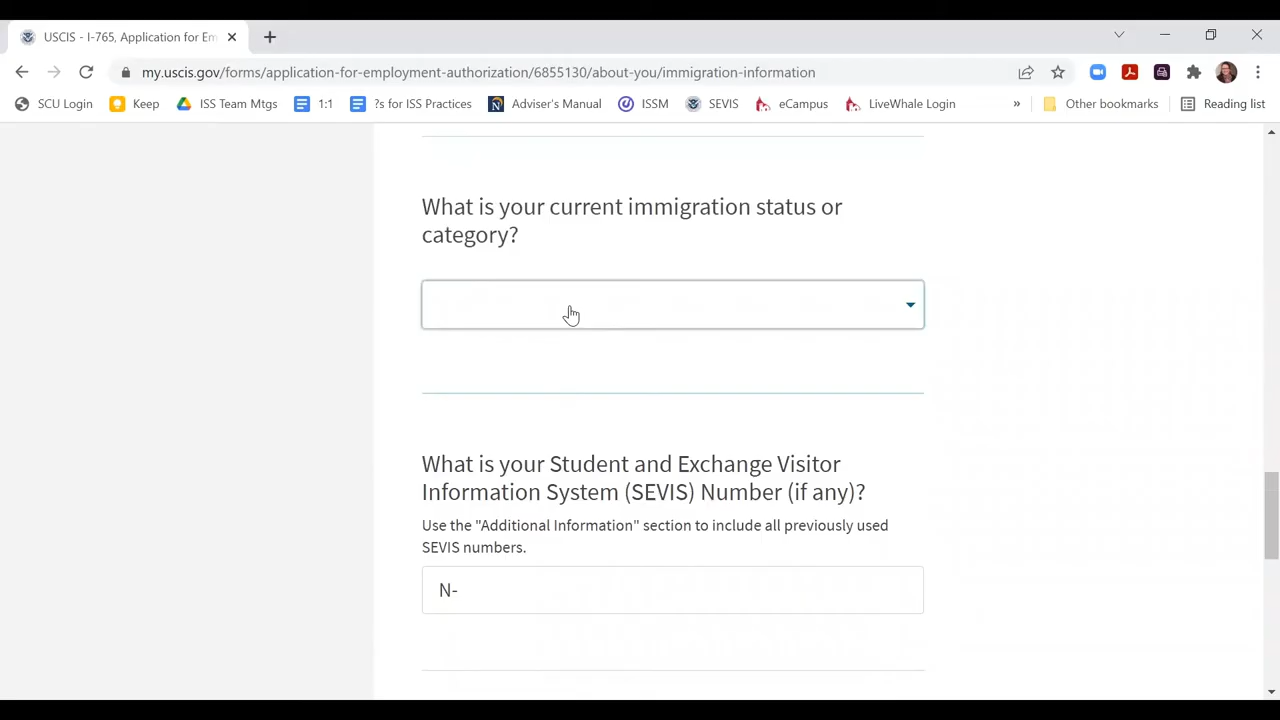 USCIS - I-765, Application for Em
my.uscis.gov/forms/application-for-employment-authorization/6855130/about-you/immigration-information
SCU Login Keep ISS Team Mtgs 1:1 ?s for ISS Practices Adviser's Manual ISSM SEVIS eCampus LiveWhale Login » Other bookmarks Reading list
What is your current immigration status or
category?
What is your Student and Exchange Visitor
Information System (SEVIS) Number (if any)?
Use the "Additional Information" section to include all previously used
SEVIS numbers.
N-